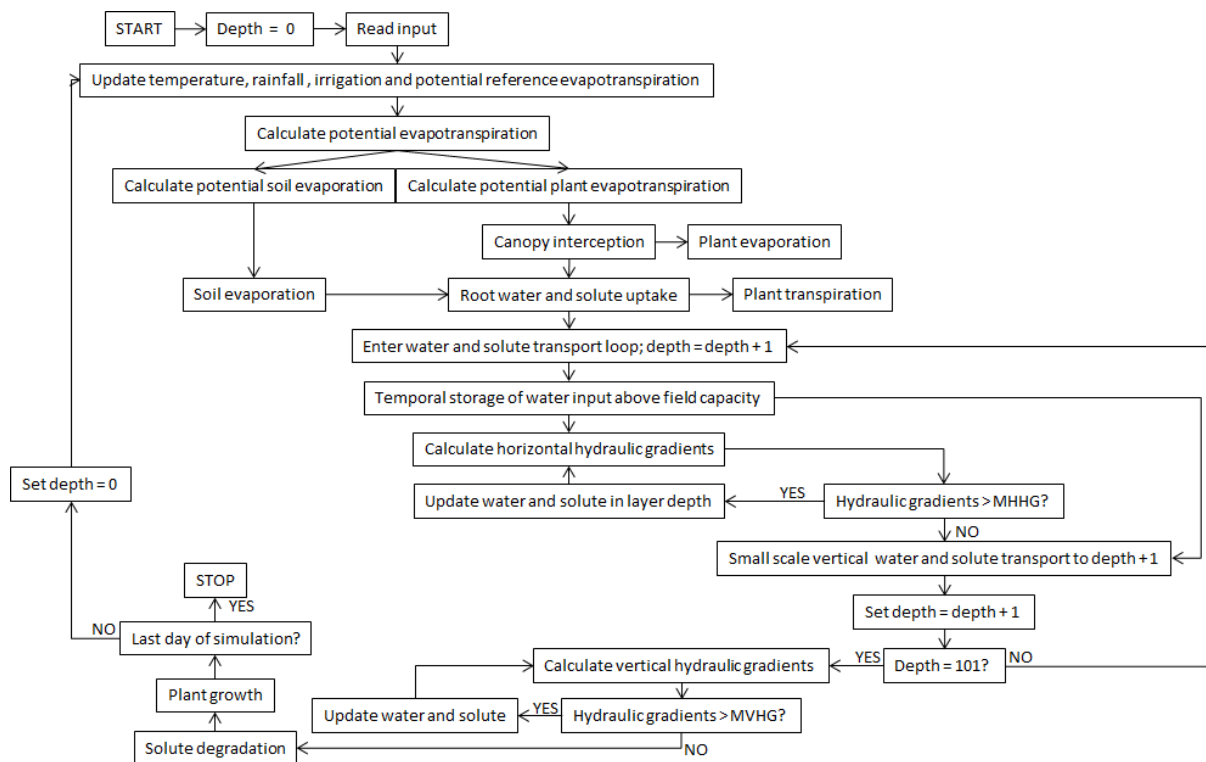 START
Depth = 0
Read input
Update temperature, rainfall , irrigation and potential reference evapotranspiration
Calculate potential evapotranspiration
Calculate potential soil evaporation
Calculate potential plant evapotranspiration
Canopy interception
Plant evaporation
Soil evaporation
Root water and solute uptake
Plant transpiration
Enter water and solute transport loop; depth = depth + 1
Temporal storage of water input above field capacity
Calculate horizontal hydraulic gradients
Set depth = 0
Update water and solute in layer depth
YES
Hydraulic gradients > MHHG?
NO
Small scale vertical water and solute transport to depth + 1
STOP
YES
Set depth = depth + 1
NO
Last day of simulation?
Calculate vertical hydraulic gradients
YES
Depth = 101?
NO
Plant growth
Update water and solute
YES
Hydraulic gradients > MVHG?
Solute degradation
NO